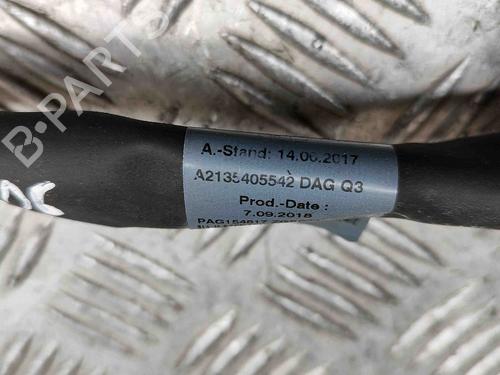 B-PARTS
A.-Stand: 14.06.2017
A2135405542 DAG Q3
Prod.-Date :
7.09.2018